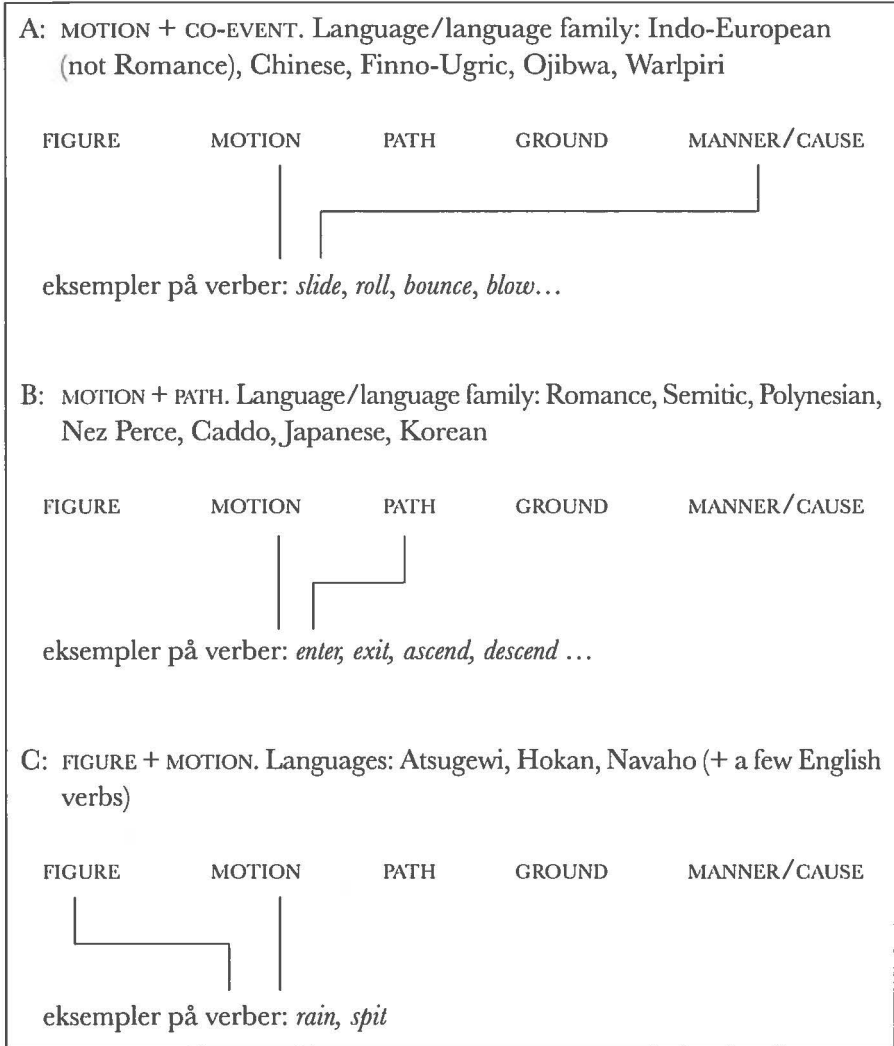 A: MOTION + CO-EVENT. Language/language family: Indo-European
(not Romance), Chinese, Finno-Ugric, Ojibwa, Warlpiri
FIGURE MOTION PATH GROUND MANNER/CAUSE
eksempler på verber: slide, roll, bounce, blow...
B: MOTION + PATH. Language/language family: Romance, Semitic, Polynesian,
Nez Perce, Caddo, Japanese, Korean
FIGURE MOTION PATH GROUND MANNER/CAUSE
eksempler på verber: enter, exit, ascend, descend ...
C: FIGURE + MOTION. Languages: Atsugewi, Hokan, Navaho (+ a few English
verbs)
FIGURE MOTION PATH GROUND MANNER/CAUSE
eksempler på verber: rain, spit